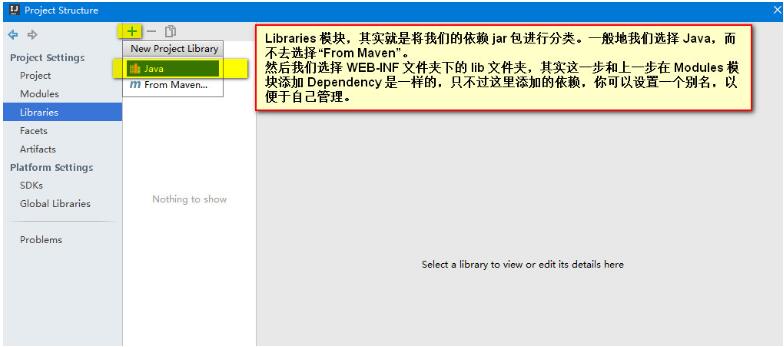 Project Structure
Project Settings
Project
Modules
Libraries
Facets
Artifacts
Platform Settings
SDKs
Global Libraries
Problems
New Project Library
Java
From Maven...
Nothing to show
Libraries 模块，其实就是将我们的依赖 jar 包进行分类。一般地我们选择 Java，而
不去选择“From Maven”。
然后我们选择 WEB-INF 文件夹下的 lib 文件夹，其实这一步和上一步在 Modules 模
块添加 Dependency 是一样的，只不过这里添加的依赖，你可以设置一个别名，以
便于自己管理。
Select a library to view or edit its details here